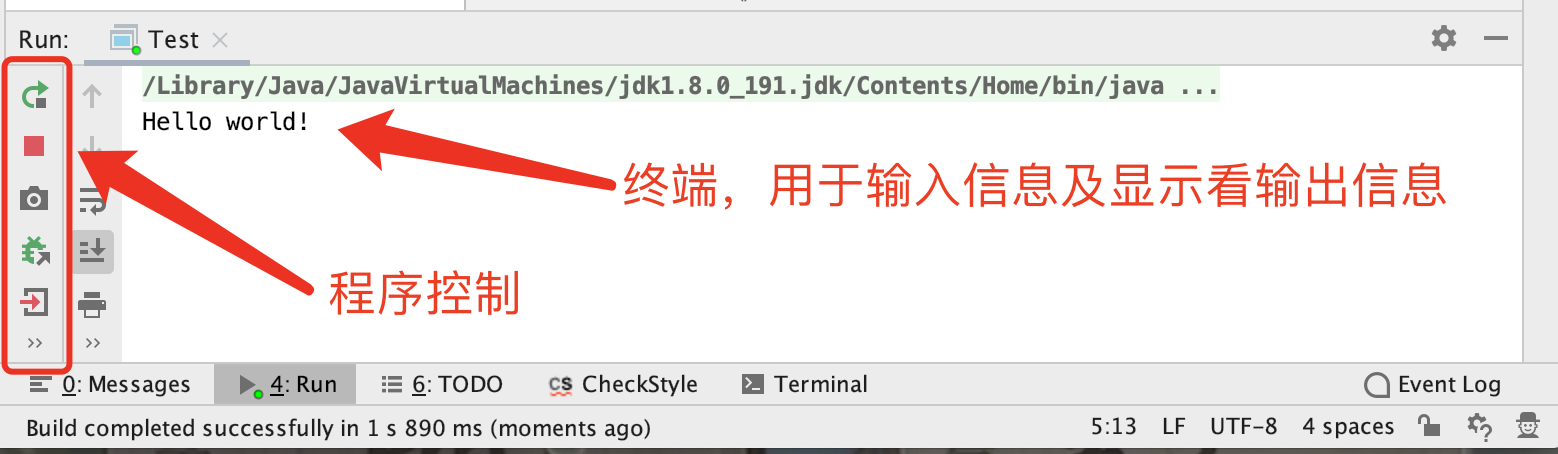 Run: Test
/Library/Java/JavaVirtualMachines/jdk1.8.0_191.jdk/Contents/Home/bin/java ...
Hello world!
终端，用于输入信息及显示看输出信息
程序控制
0: Messages 4: Run 6: TODO CS CheckStyle Terminal Event Log
Build completed successfully in 1 s 890 ms (moments ago) 5:13 LF UTF-8 4 spaces